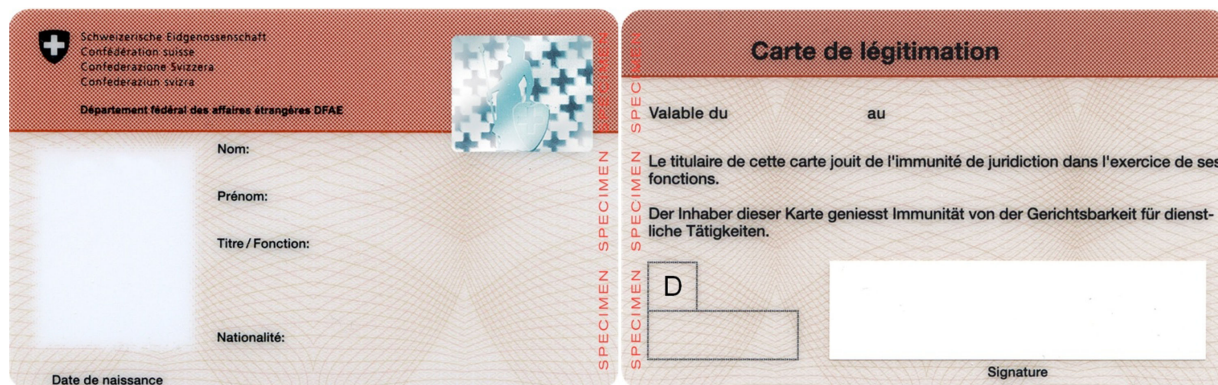 Schweizerische Eidgenossenschaft
Confédération suisse
Confederazione Svizzera
Confederaziun svizra
Département fédéral des affaires étrangères DFAE
Nom:
Prénom:
Titre / Fonction:
Nationalité:
Date de naissance
SPECIMEN SPECIMEN SPECIMEN
SPECIMEN SPECIMEN SPECIMEN
Carte de légitimation
Valable du au
Le titulaire de cette carte jouit de l'immunité de juridiction dans l'exercice de ses
fonctions.
Der Inhaber dieser Karte geniesst Immunität von der Gerichtsbarkeit für dienst-
liche Tätigkeiten.
D
Signature